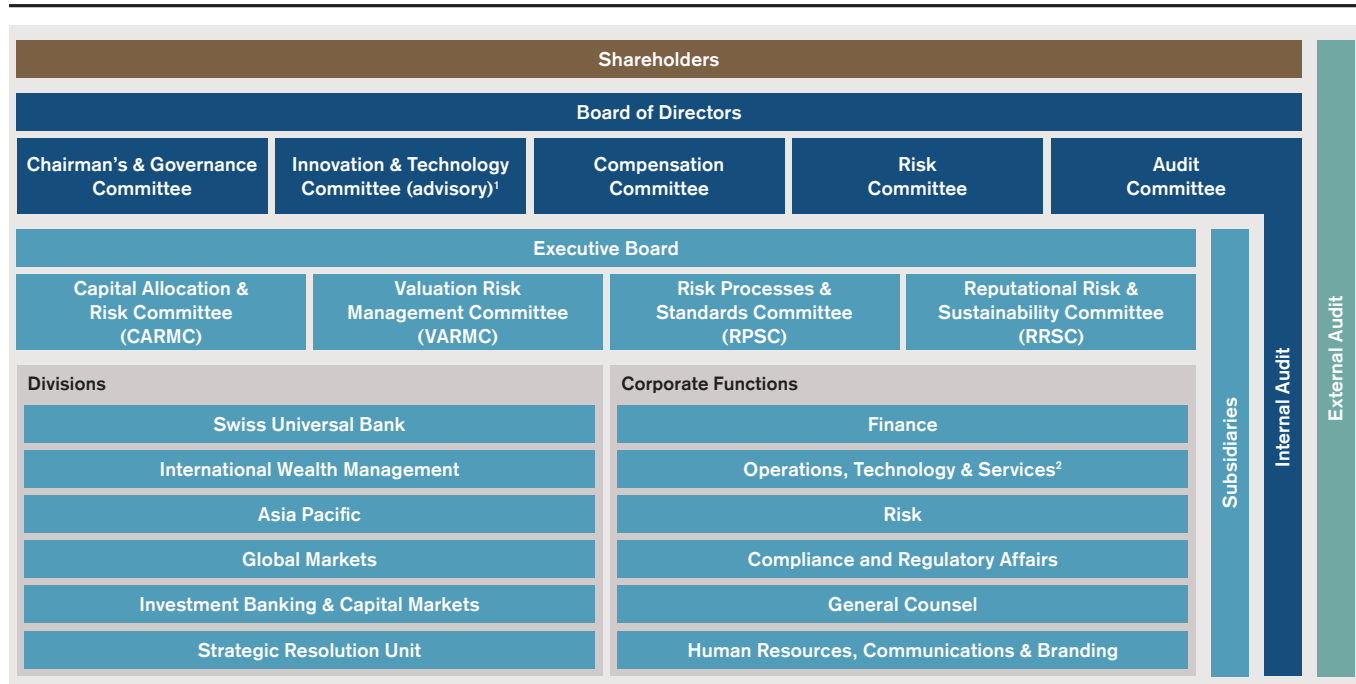 Shareholders
Board of Directors
Chairman’s & Governance
Committee
Innovation & Technology
Committee (advisory)¹
Compensation
Committee
Risk
Committee
Audit
Committee
Executive Board
Capital Allocation &
Risk Committee
(CARMC)
Valuation Risk
Management Committee
(VARMC)
Risk Processes &
Standards Committee
(RPSC)
Reputational Risk &
Sustainability Committee
(RRSC)
Divisions
Swiss Universal Bank
International Wealth Management
Asia Pacific
Global Markets
Investment Banking & Capital Markets
Strategic Resolution Unit
Corporate Functions
Finance
Operations, Technology & Services²
Risk
Compliance and Regulatory Affairs
General Counsel
Human Resources, Communications & Branding
Subsidiaries
Internal Audit
External Audit